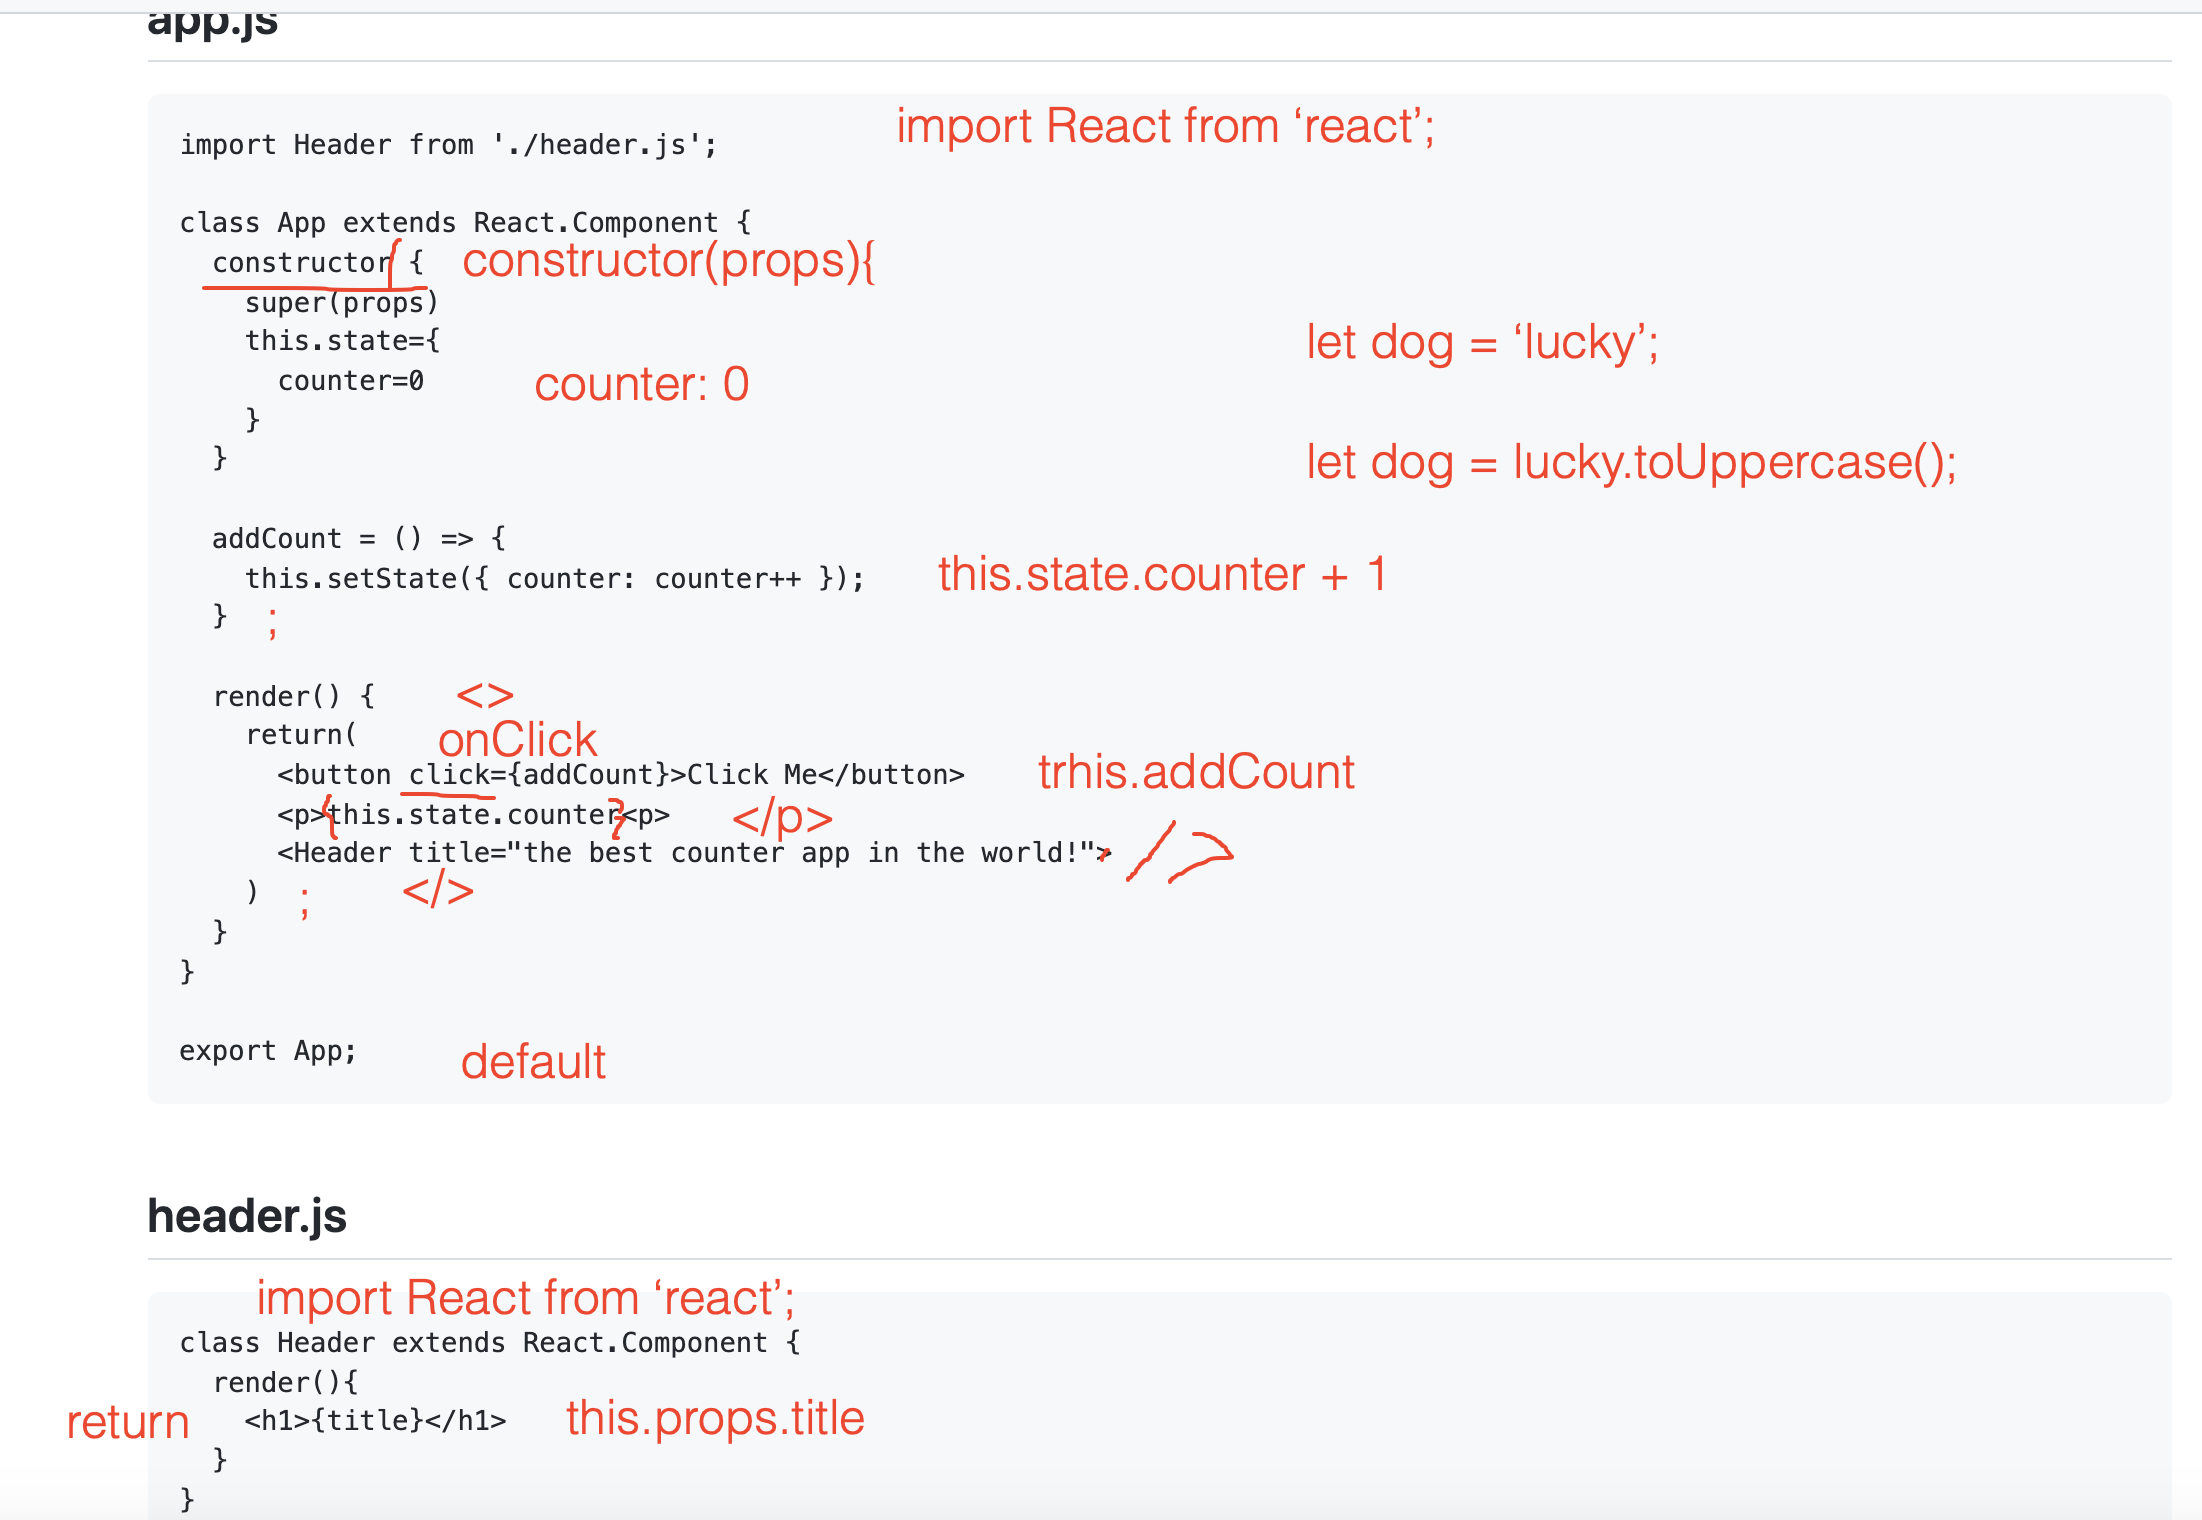 app.js
import React from ‘react’;
import Header from './header.js';
class App extends React.Component {
constructor { constructor(props){
super(props)
this.state={
let dog = ‘lucky’;
counter=0 counter: 0
}
}
let dog = lucky.toUppercase();
addCount = () => {
this.setState({ counter: counter++ }); this.state.counter + 1
} ;
render() { <>
return( onClick
<button click={addCount}>Click Me</button> trhis.addCount
<p>{this.state.counter}<p> </p>
<Header title="the best counter app in the world!"> />
) ; </>
}
}
export App; default
header.js
import React from ‘react’;
class Header extends React.Component {
render(){
return <h1>{title}</h1> this.props.title
}
}